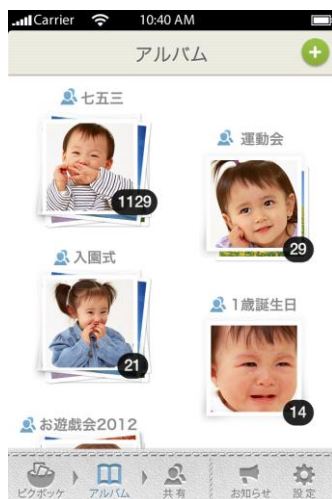 Carrier 10:40 AM
アルバム
七五三
1129
運動会
29
入園式
21
1歳誕生日
14
お遊戯会2012
ピクポッケ アルバム 共有 お知らせ 設定